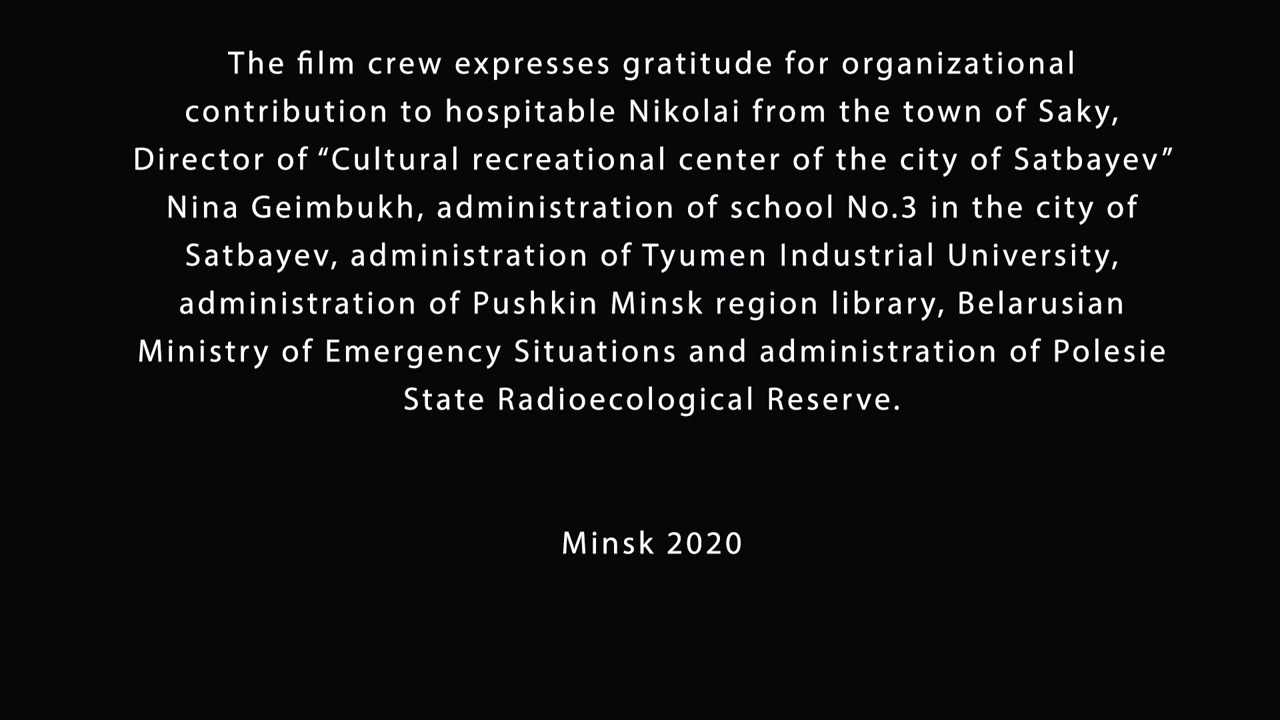 The film crew expresses gratitude for organizational
contribution to hospitable Nikolai from the town of Saky,
Director of “Cultural recreational center of the city of Satbayev”
Nina Geimbukh, administration of school No.3 in the city of
Satbayev, administration of Tyumen Industrial University,
administration of Pushkin Minsk region library, Belarusian
Ministry of Emergency Situations and administration of Polesie
State Radioecological Reserve.
Minsk 2020